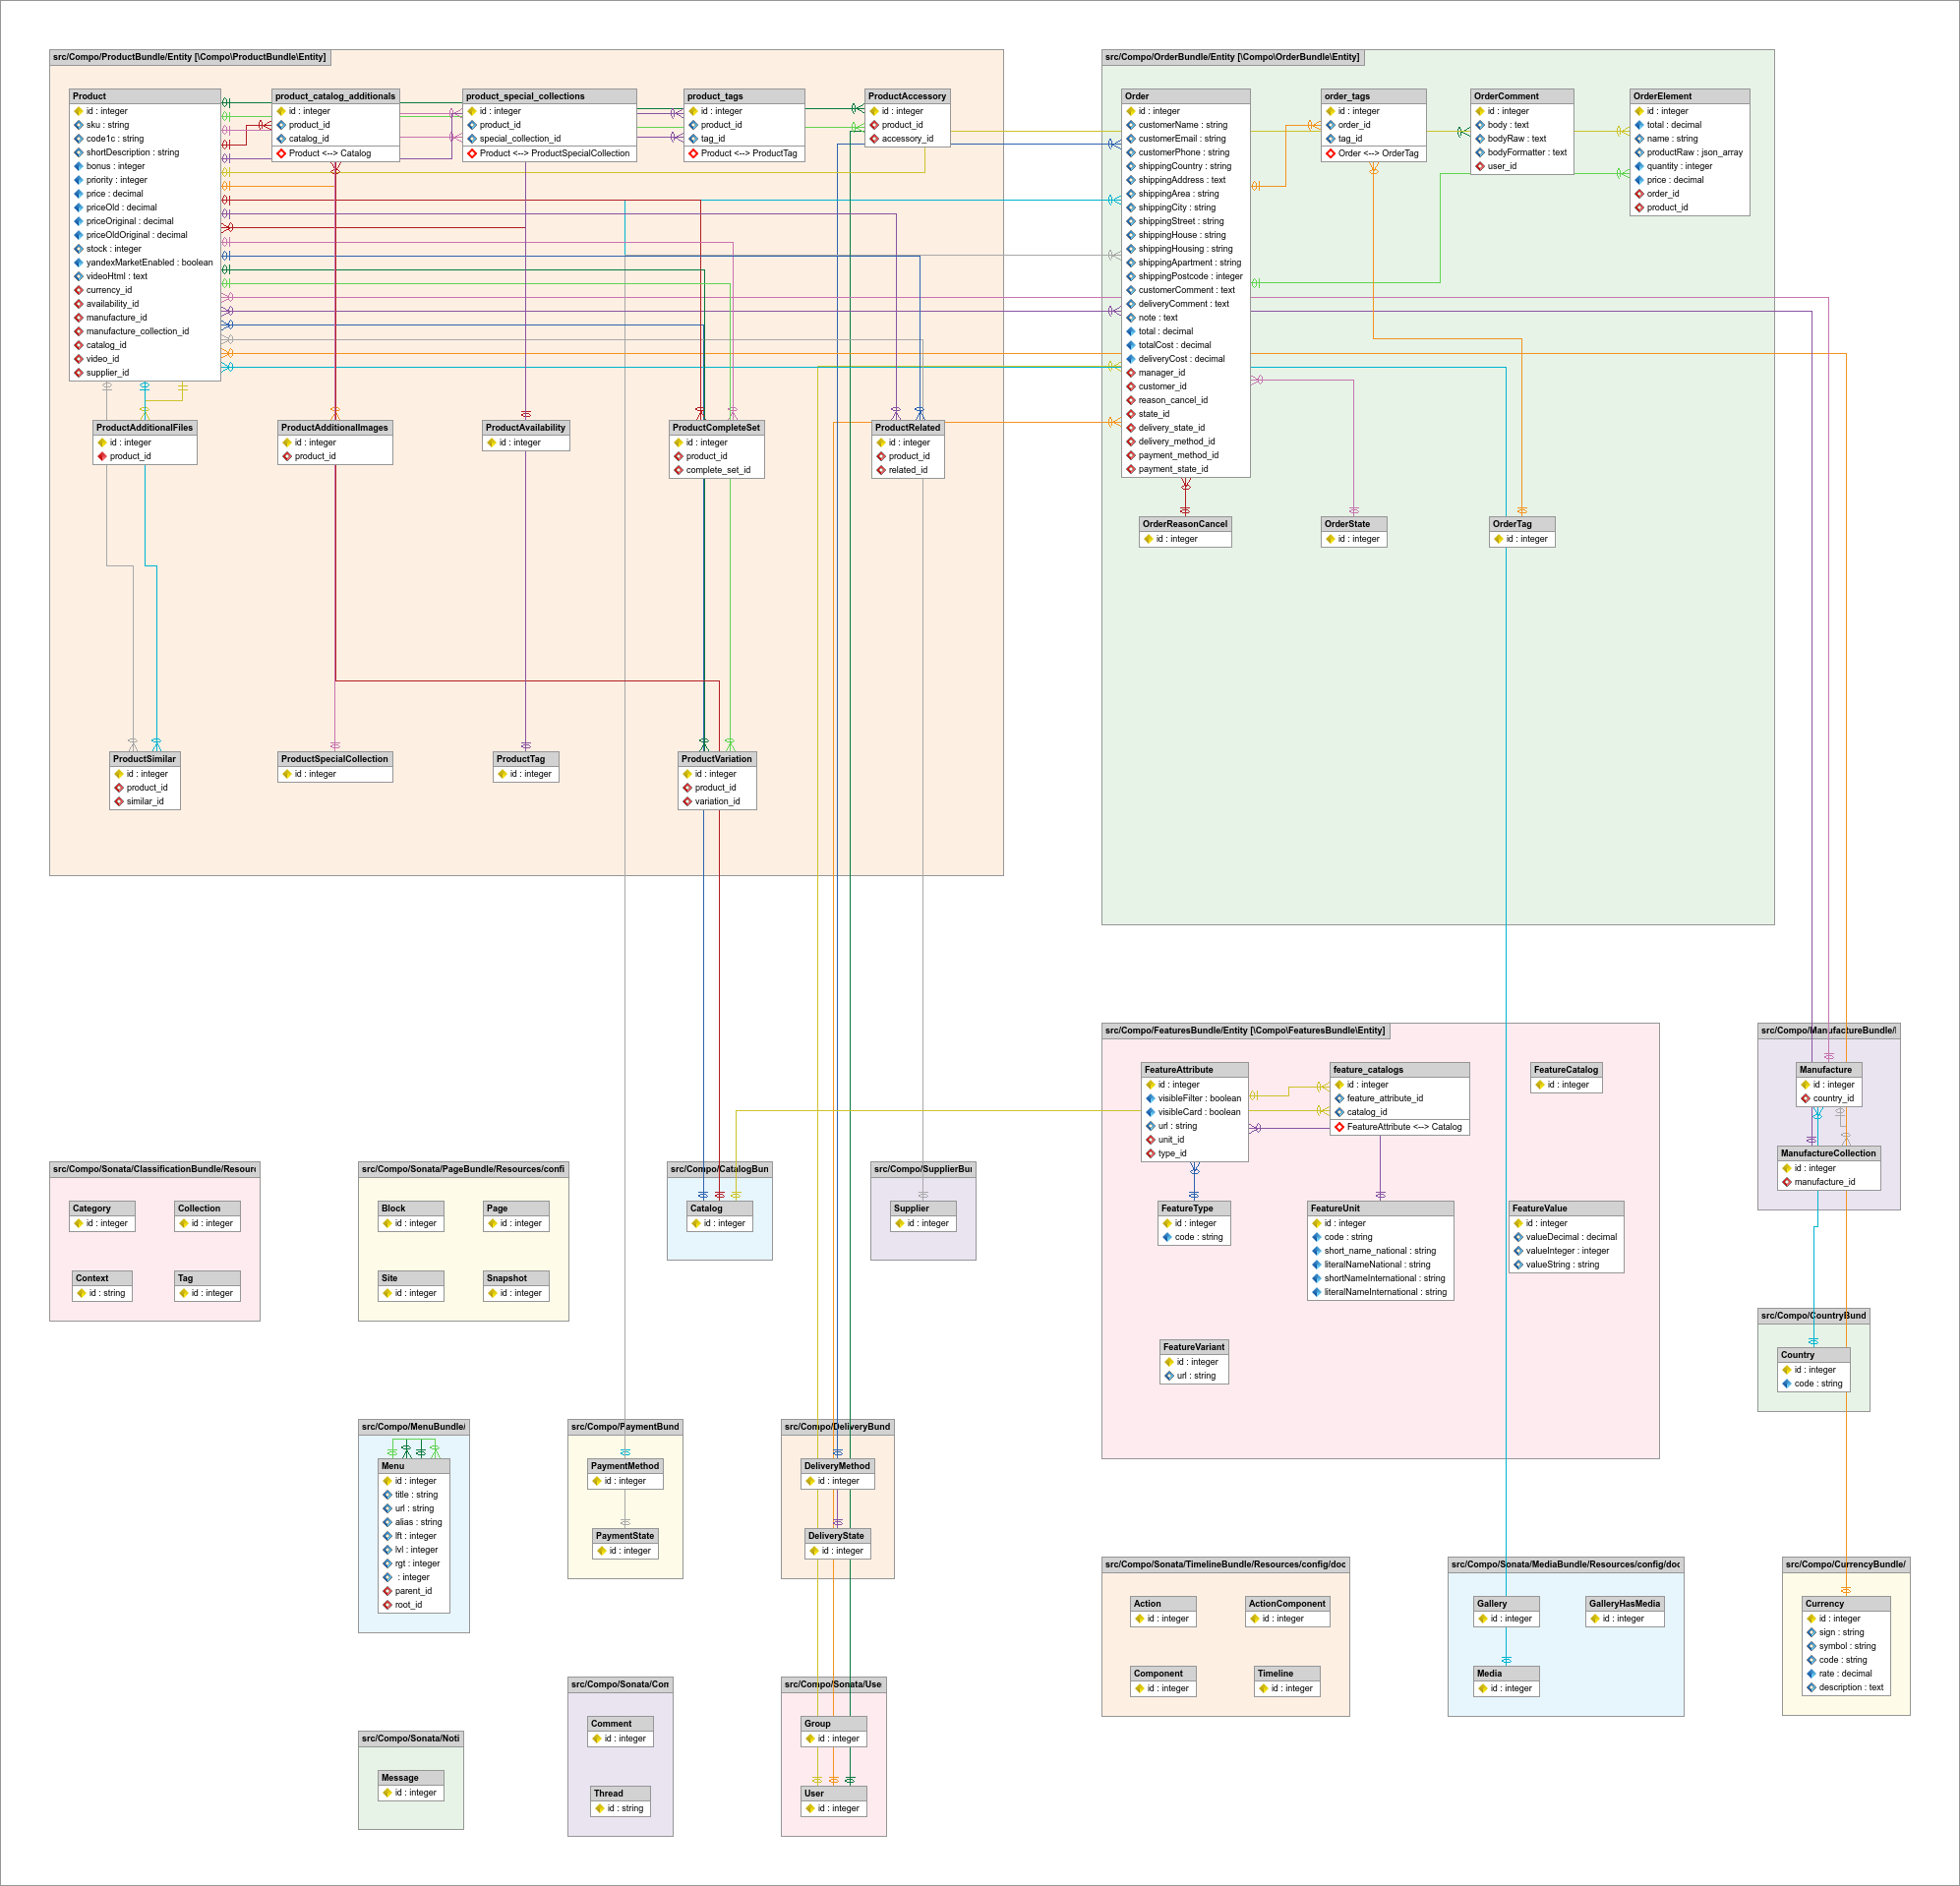 src/Compo/ProductBundle/Entity [\Compo\ProductBundle\Entity]
Product
id : integer
sku : string
code1c : string
shortDescription : string
bonus : integer
priority : integer
price : decimal
priceOld : decimal
priceOriginal : decimal
priceOldOriginal : decimal
stock : integer
yandexMarketEnabled : boolean
videoHtml : text
currency_id
availability_id
manufacture_id
manufacture_collection_id
catalog_id
video_id
supplier_id
product_catalog_additionals
id : integer
product_id
catalog_id
Product <--> Catalog
product_special_collections
id : integer
product_id
special_collection_id
Product <--> ProductSpecialCollection
product_tags
id : integer
product_id
tag_id
Product <--> ProductTag
ProductAccessory
id : integer
product_id
accessory_id
ProductAdditionalFiles
id : integer
product_id
ProductAdditionalImages
id : integer
product_id
ProductAvailability
id : integer
ProductCompleteSet
id : integer
product_id
complete_set_id
ProductRelated
id : integer
product_id
related_id
ProductSimilar
id : integer
product_id
similar_id
ProductSpecialCollection
id : integer
ProductTag
id : integer
ProductVariation
id : integer
product_id
variation_id
src/Compo/OrderBundle/Entity [\Compo\OrderBundle\Entity]
Order
id : integer
customerName : string
customerEmail : string
customerPhone : string
shippingCountry : string
shippingAddress : text
shippingArea : string
shippingCity : string
shippingStreet : string
shippingHouse : string
shippingHousing : string
shippingApartment : string
shippingPostcode : integer
customerComment : text
deliveryComment : text
note : text
total : decimal
totalCost : decimal
deliveryCost : decimal
manager_id
customer_id
reason_cancel_id
state_id
delivery_state_id
delivery_method_id
payment_method_id
payment_state_id
order_tags
id : integer
order_id
tag_id
Order <--> OrderTag
OrderComment
id : integer
body : text
bodyRaw : text
bodyFormatter : text
user_id
OrderElement
id : integer
total : decimal
name : string
productRaw : json_array
quantity : integer
price : decimal
order_id
product_id
OrderReasonCancel
id : integer
OrderState
id : integer
OrderTag
id : integer
src/Compo/FeaturesBundle/Entity [\Compo\FeaturesBundle\Entity]
FeatureAttribute
id : integer
visibleFilter : boolean
visibleCard : boolean
url : string
unit_id
type_id
feature_catalogs
id : integer
feature_attribute_id
catalog_id
FeatureAttribute <--> Catalog
FeatureCatalog
id : integer
FeatureType
id : integer
code : string
FeatureUnit
id : integer
code : string
short_name_national : string
literalNameNational : string
shortNameInternational : string
literalNameInternational : string
FeatureValue
id : integer
valueDecimal : decimal
valueInteger : integer
valueString : string
FeatureVariant
id : integer
url : string
src/Compo/ManufactureBundle/
Manufacture
id : integer
country_id
ManufactureCollection
id : integer
manufacture_id
src/Compo/Sonata/ClassificationBundle/Resour
Category
id : integer
Collection
id : integer
Context
id : string
Tag
id : integer
src/Compo/Sonata/PageBundle/Resources/confi
Block
id : integer
Page
id : integer
Site
id : integer
Snapshot
id : integer
src/Compo/CatalogBun
Catalog
id : integer
src/Compo/SupplierBu
Supplier
id : integer
src/Compo/CountryBund
Country
id : integer
code : string
src/Compo/MenuBundle/
Menu
id : integer
title : string
url : string
alias : string
lft : integer
lvl : integer
rgt : integer
: integer
parent_id
root_id
src/Compo/PaymentBund
PaymentMethod
id : integer
PaymentState
id : integer
src/Compo/DeliveryBund
DeliveryMethod
id : integer
DeliveryState
id : integer
src/Compo/Sonata/TimelineBundle/Resources/config/doc
Action
id : integer
ActionComponent
id : integer
Component
id : integer
Timeline
id : integer
src/Compo/Sonata/MediaBundle/Resources/config/doc
Gallery
id : integer
GalleryHasMedia
id : integer
Media
id : integer
src/Compo/CurrencyBundle/
Currency
id : integer
sign : string
symbol : string
code : string
rate : decimal
description : text
src/Compo/Sonata/Noti
Message
id : integer
src/Compo/Sonata/Com
Comment
id : integer
Thread
id : string
src/Compo/Sonata/Use
Group
id : integer
User
id : integer